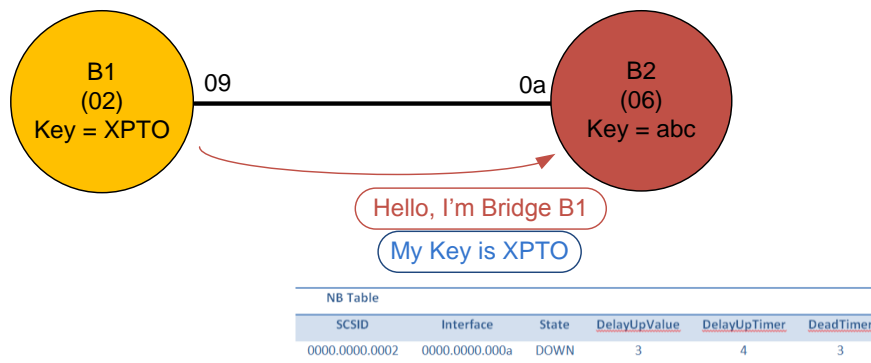 B1
(02)
Key = XPTO
09
0a
B2
(06)
Key = abc
Hello, I'm Bridge B1
My Key is XPTO
NB Table
SCSID Interface State DelayUpValue DelayUpTimer DeadTimer
0000.0000.0002 0000.0000.000a DOWN 3 4 3